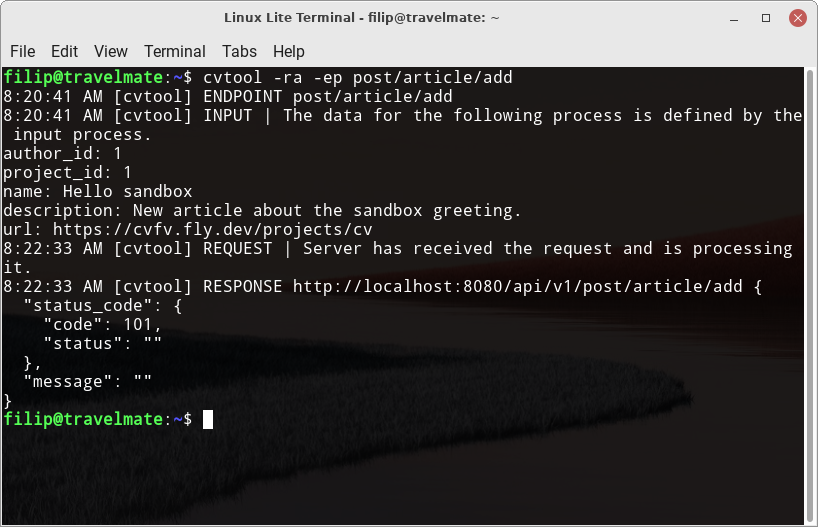 Linux Lite Terminal - filip@travelmate: ~
File Edit View Terminal Tabs Help
filip@travelmate:~$ cvtool -ra -ep post/article/add
8:20:41 AM [cvtool] ENDPOINT post/article/add
8:20:41 AM [cvtool] INPUT | The data for the following process is defined by the
 input process.
author_id: 1
project_id: 1
name: Hello sandbox
description: New article about the sandbox greeting.
url: https://cvfv.fly.dev/projects/cv
8:22:33 AM [cvtool] REQUEST | Server has received the request and is processing
it.
8:22:33 AM [cvtool] RESPONSE http://localhost:8080/api/v1/post/article/add {
  "status_code": {
    "code": 101,
    "status": ""
  },
  "message": ""
}
filip@travelmate:~$